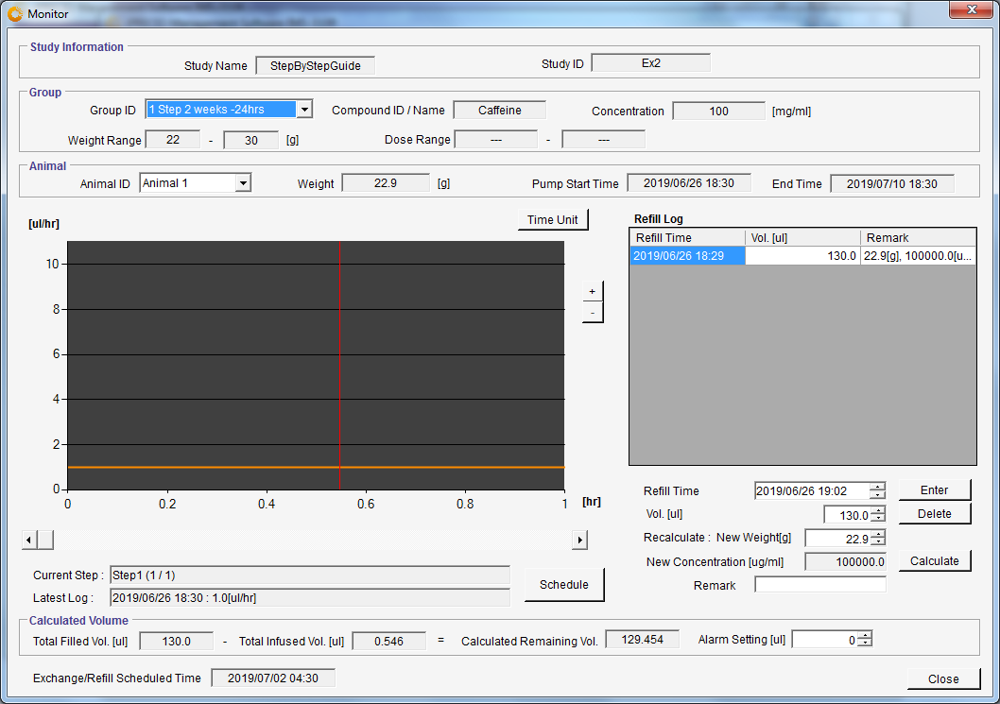 Monitor
Study Information
Study Name StepByStepGuide Study ID Ex2
Group
Group ID 1 Step 2 weeks -24hrs Compound ID / Name Caffeine Concentration 100 [mg/ml]
Weight Range 22 - 30 [g] Dose Range --- - ---
Animal
Animal ID Animal 1 Weight 22.9 [g] Pump Start Time 2019/06/26 18:30 End Time 2019/07/10 18:30
[ul/hr] Time Unit
10
8
6
4
2
0
0 0.2 0.4 0.6 0.8 1 [hr]
+
-
Refill Log
Refill Time Vol. [ul] Remark
2019/06/26 18:29 130.0 22.9[g], 100000.0[u...
Refill Time 2019/06/26 19:02 Enter
Vol. [ul] 130.0 Delete
Recalculate : New Weight[g] 22.9
New Concentration [ug/ml] 100000.0 Calculate
Remark
Current Step : Step1 (1 / 1)
Latest Log : 2019/06/26 18:30 : 1.0[ul/hr]
Schedule
Calculated Volume
Total Filled Vol. [ul] 130.0 - Total Infused Vol. [ul] 0.546 = Calculated Remaining Vol. 129.454 Alarm Setting [ul] 0
Exchange/Refill Scheduled Time 2019/07/02 04:30 Close